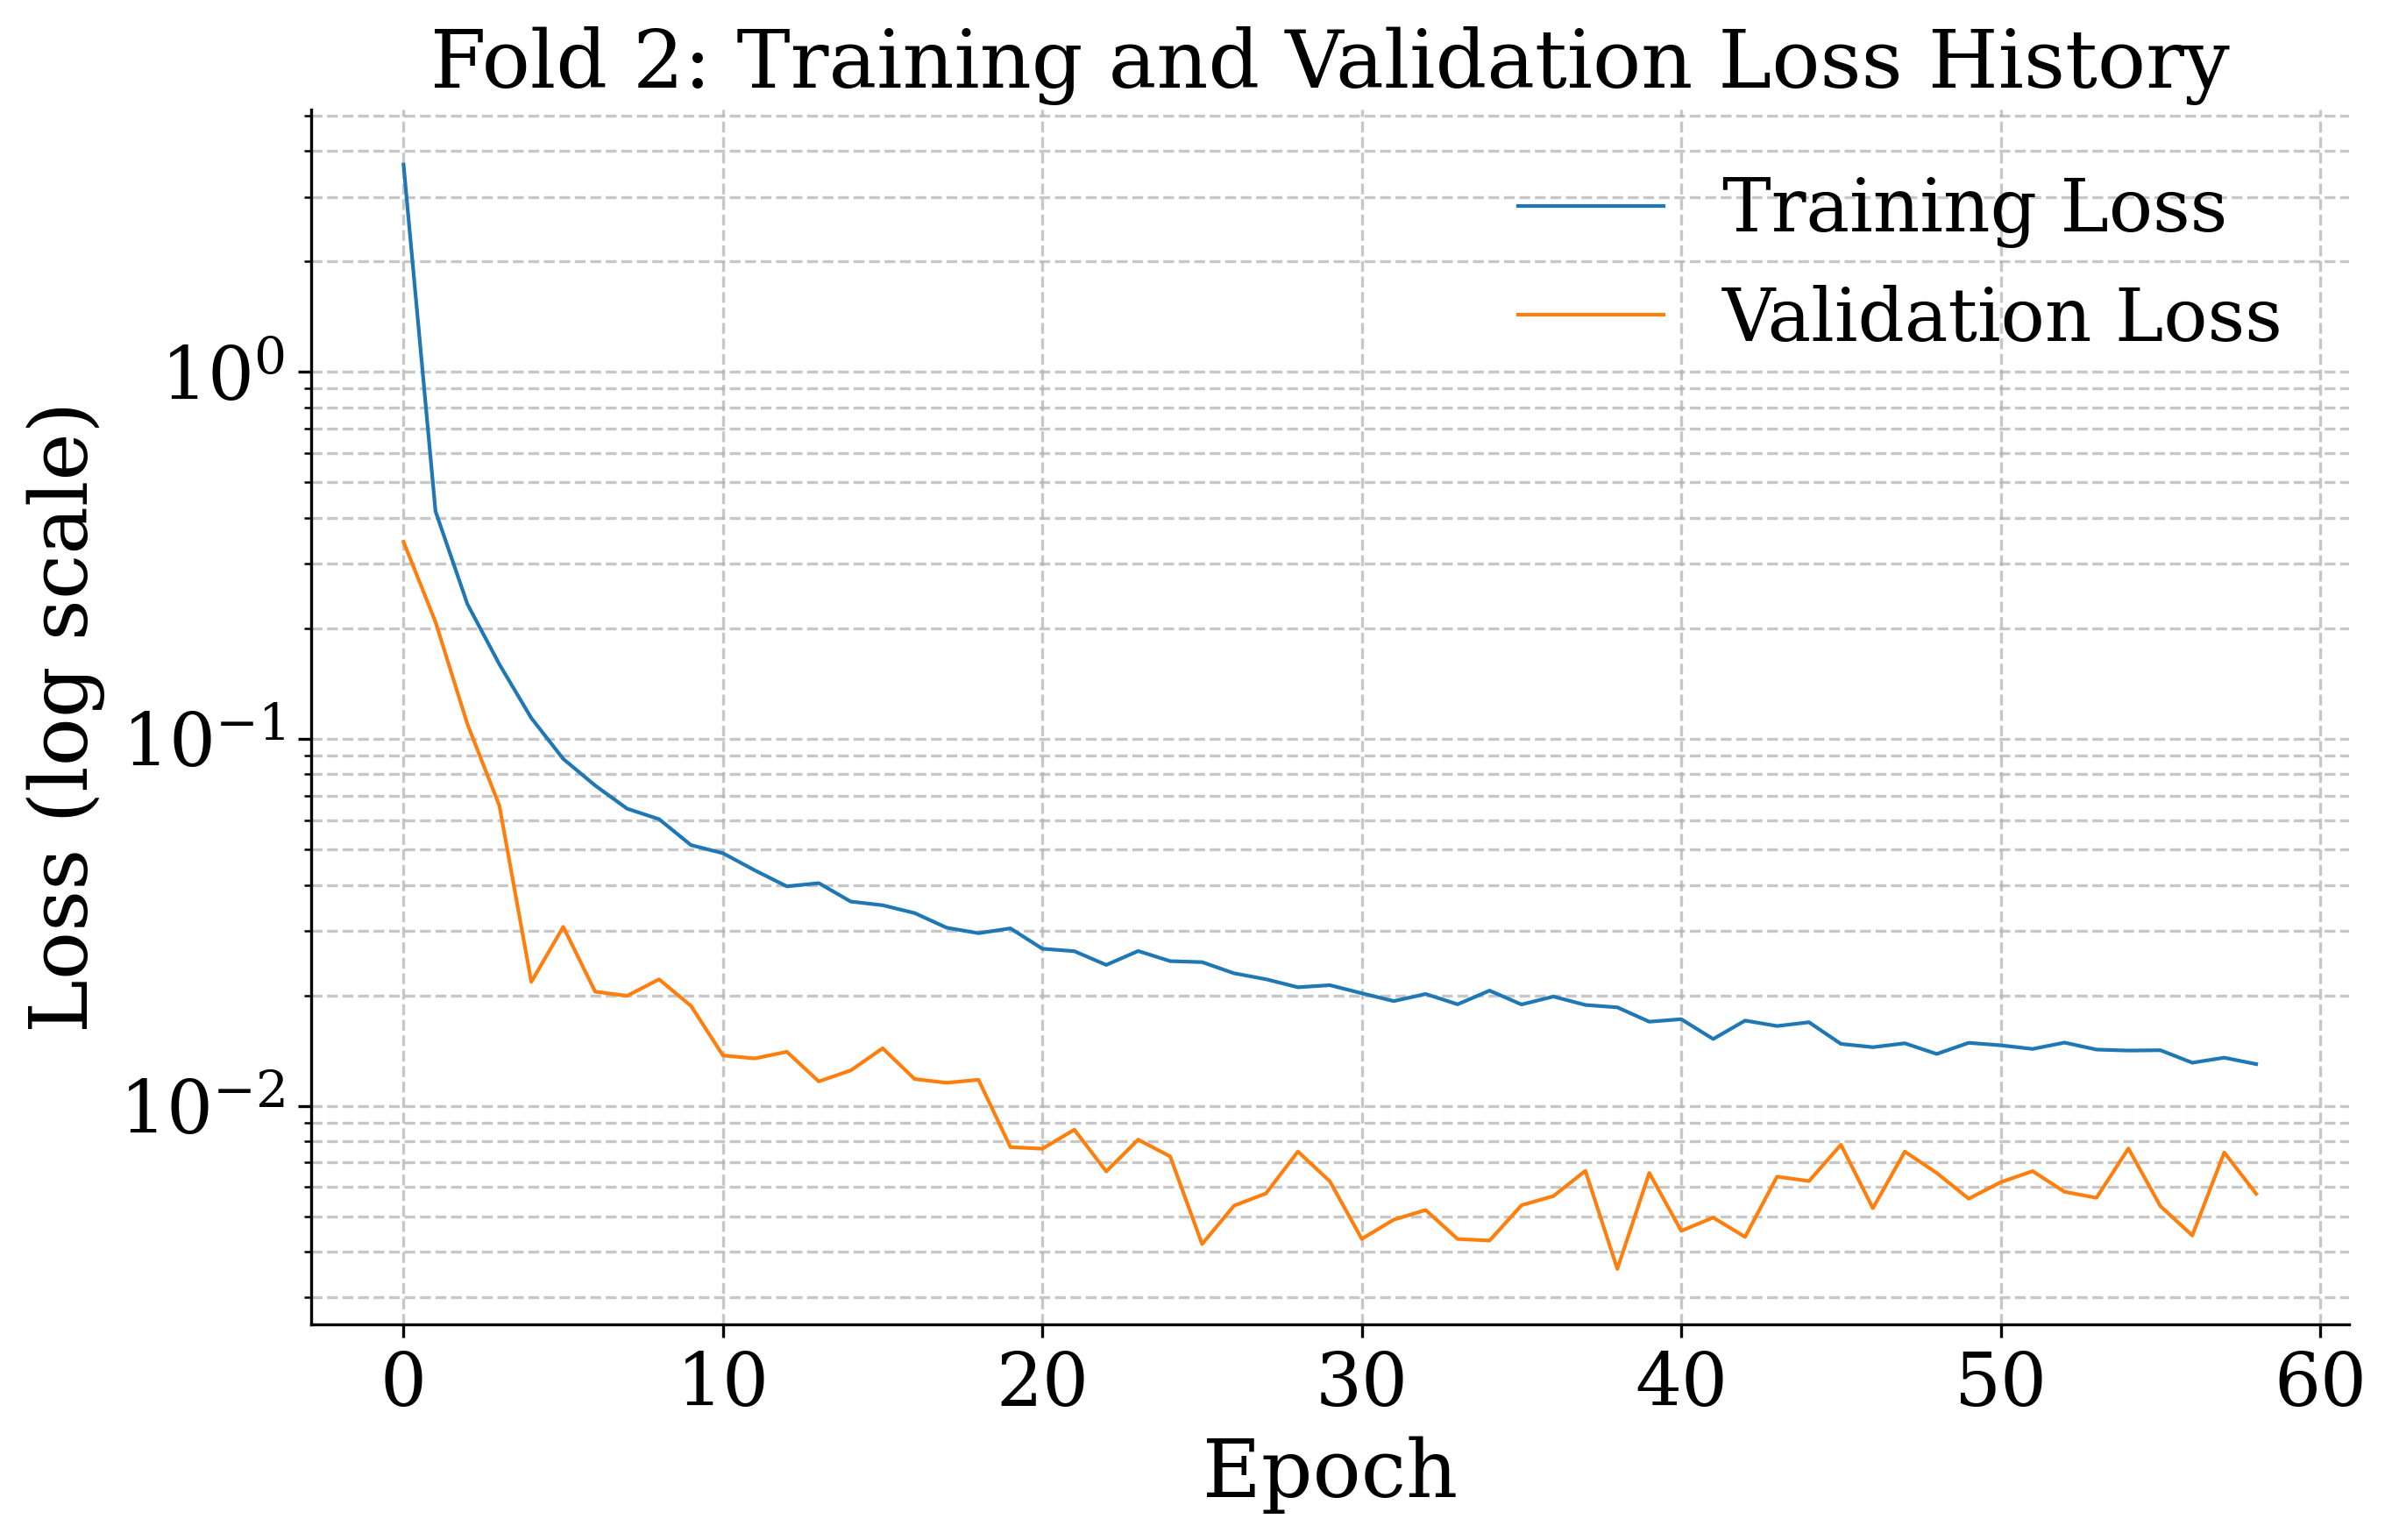 Fold 2: Training and Validation Loss History
Training Loss
Validation Loss
10⁰
10⁻¹
10⁻²
Loss (log scale)
0 10 20 30 40 50 60
Epoch